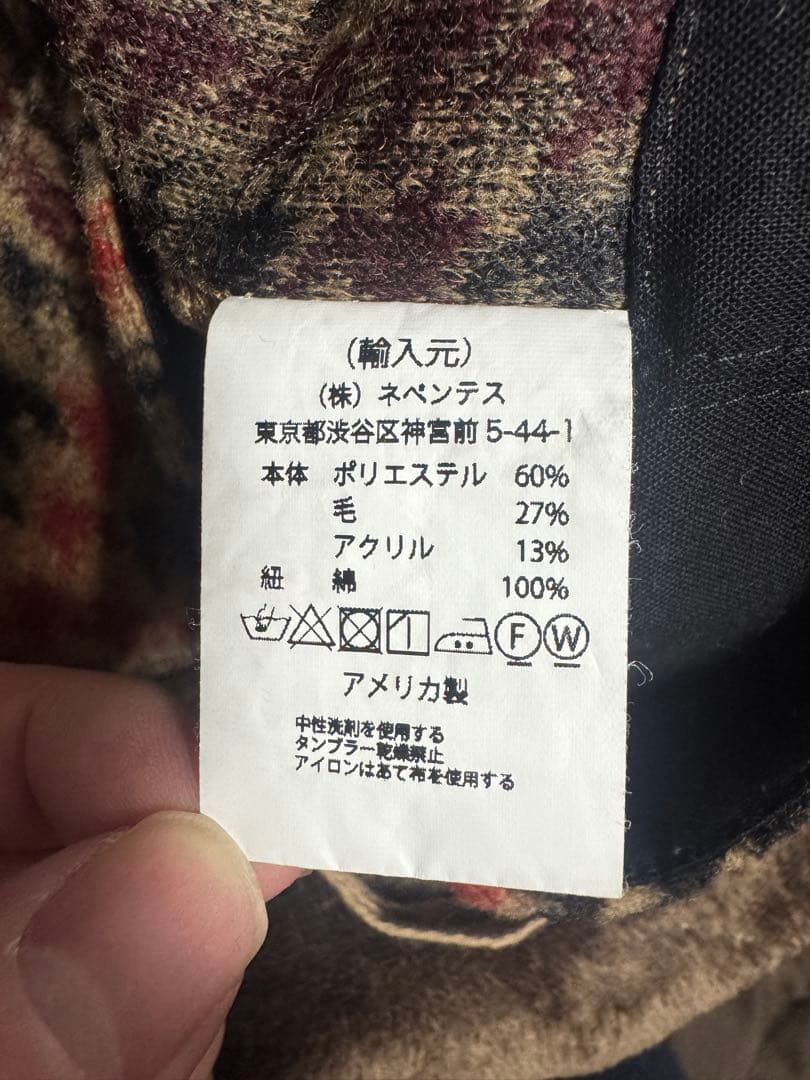 (輸入元)
(株) ネペンテス
東京都渋谷区神宮前 5-44-1
本体 ポリエステル 60%
毛 27%
アクリル 13%
紐 綿 100%
F W
アメリカ製
中性洗剤を使用する
タンブラー乾燥禁止
アイロンはあて布を使用する